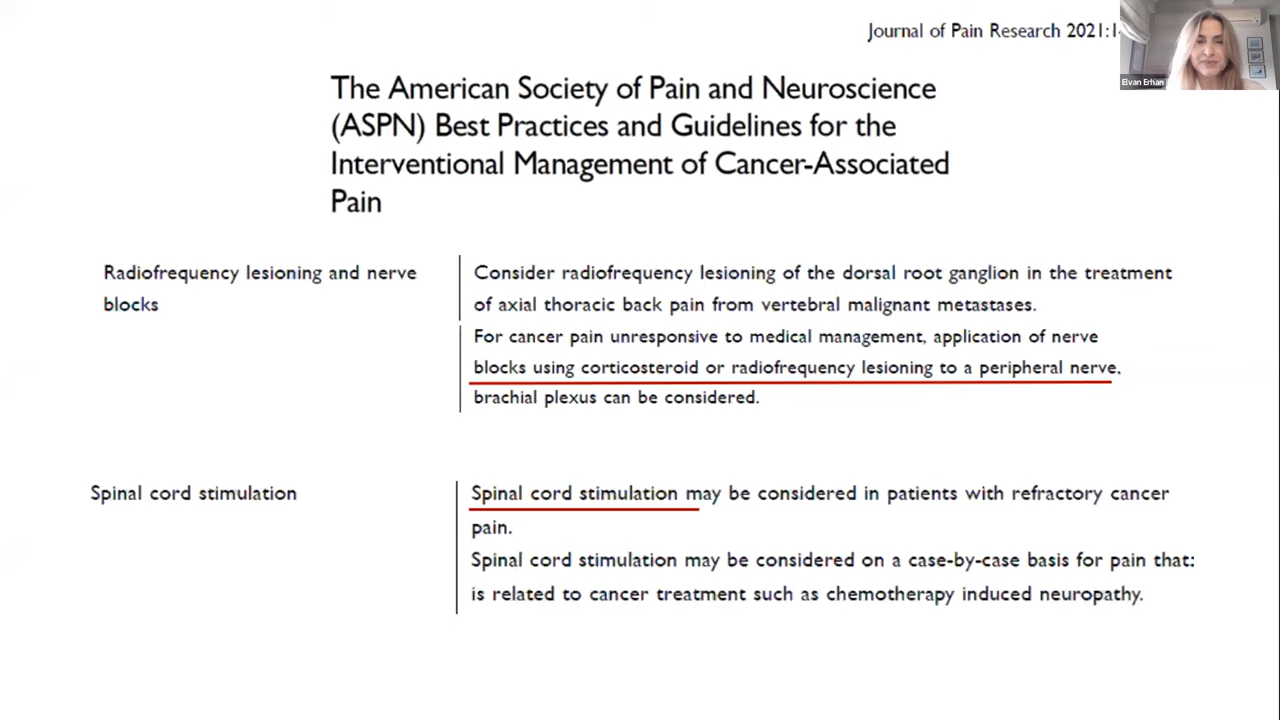 Journal of Pain Research 2021:1
Elvan Erhan
The American Society of Pain and Neuroscience
(ASPN) Best Practices and Guidelines for the
Interventional Management of Cancer-Associated
Pain
Radiofrequency lesioning and nerve
blocks
Consider radiofrequency lesioning of the dorsal root ganglion in the treatment
of axial thoracic back pain from vertebral malignant metastases.
For cancer pain unresponsive to medical management, application of nerve
blocks using corticosteroid or radiofrequency lesioning to a peripheral nerve,
brachial plexus can be considered.
Spinal cord stimulation
Spinal cord stimulation may be considered in patients with refractory cancer
pain.
Spinal cord stimulation may be considered on a case-by-case basis for pain that:
is related to cancer treatment such as chemotherapy induced neuropathy.